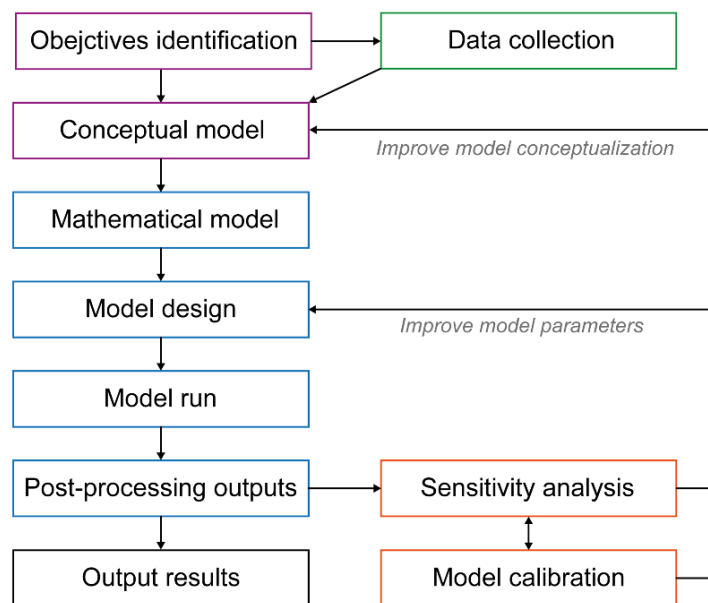 Obejctives identification
Data collection
Conceptual model
Improve model conceptualization
Mathematical model
Model design
Improve model parameters
Model run
Post-processing outputs
Sensitivity analysis
Output results
Model calibration